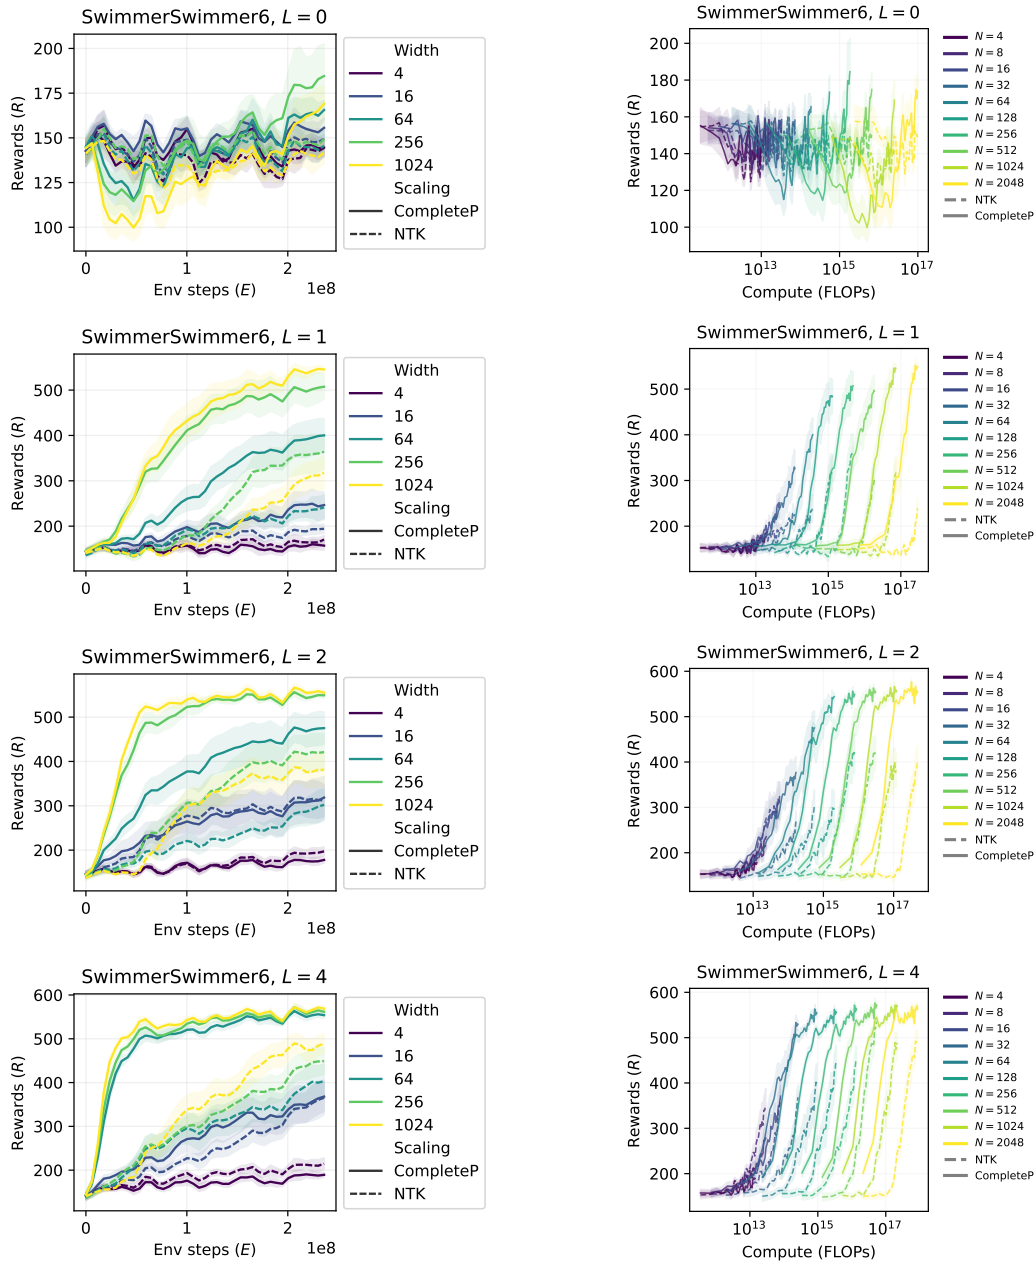 SwimmerSwimmer6, L = 0
Rewards (R)
200
175
150
125
100
0
1
2
1e8
Env steps (E)
Width
4
16
64
256
1024
Scaling
CompleteP
NTK
SwimmerSwimmer6, L = 0
Rewards (R)
200
180
160
140
120
100
10^13
10^15
10^17
Compute (FLOPs)
N = 4
N = 8
N = 16
N = 32
N = 64
N = 128
N = 256
N = 512
N = 1024
N = 2048
NTK
CompleteP
SwimmerSwimmer6, L = 1
Rewards (R)
500
400
300
200
0
1
2
1e8
Env steps (E)
Width
4
16
64
256
1024
Scaling
CompleteP
NTK
SwimmerSwimmer6, L = 1
Rewards (R)
500
400
300
200
10^13
10^15
10^17
Compute (FLOPs)
N = 4
N = 8
N = 16
N = 32
N = 64
N = 128
N = 256
N = 512
N = 1024
N = 2048
NTK
CompleteP
SwimmerSwimmer6, L = 2
Rewards (R)
500
400
300
200
0
1
2
1e8
Env steps (E)
Width
4
16
64
256
1024
Scaling
CompleteP
NTK
SwimmerSwimmer6, L = 2
Rewards (R)
600
500
400
300
200
10^13
10^15
10^17
Compute (FLOPs)
N = 4
N = 8
N = 16
N = 32
N = 64
N = 128
N = 256
N = 512
N = 1024
N = 2048
NTK
CompleteP
SwimmerSwimmer6, L = 4
Rewards (R)
600
500
400
300
200
0
1
2
1e8
Env steps (E)
Width
4
16
64
256
1024
Scaling
CompleteP
NTK
SwimmerSwimmer6, L = 4
Rewards (R)
600
500
400
300
200
10^13
10^15
10^17
Compute (FLOPs)
N = 4
N = 8
N = 16
N = 32
N = 64
N = 128
N = 256
N = 512
N = 1024
N = 2048
NTK
CompleteP